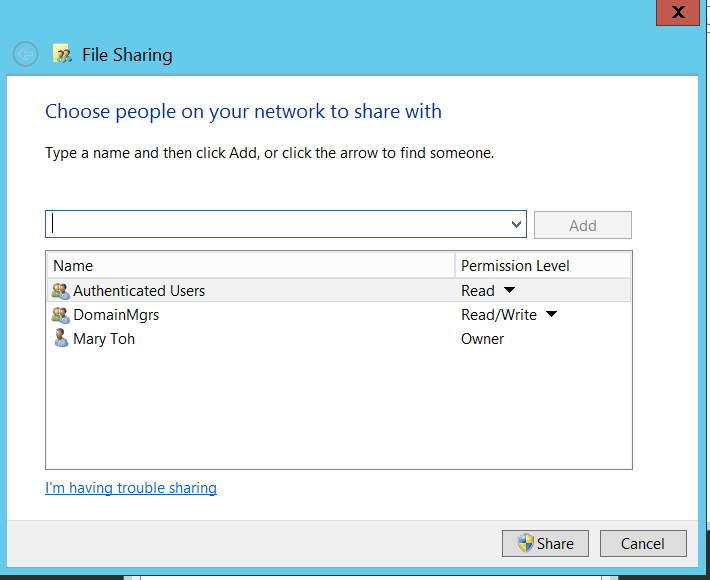 X
File Sharing
Choose people on your network to share with
Type a name and then click Add, or click the arrow to find someone.
Add
Name Permission Level
Authenticated Users Read
DomainMgrs Read/Write
Mary Toh Owner
I'm having trouble sharing
Share Cancel